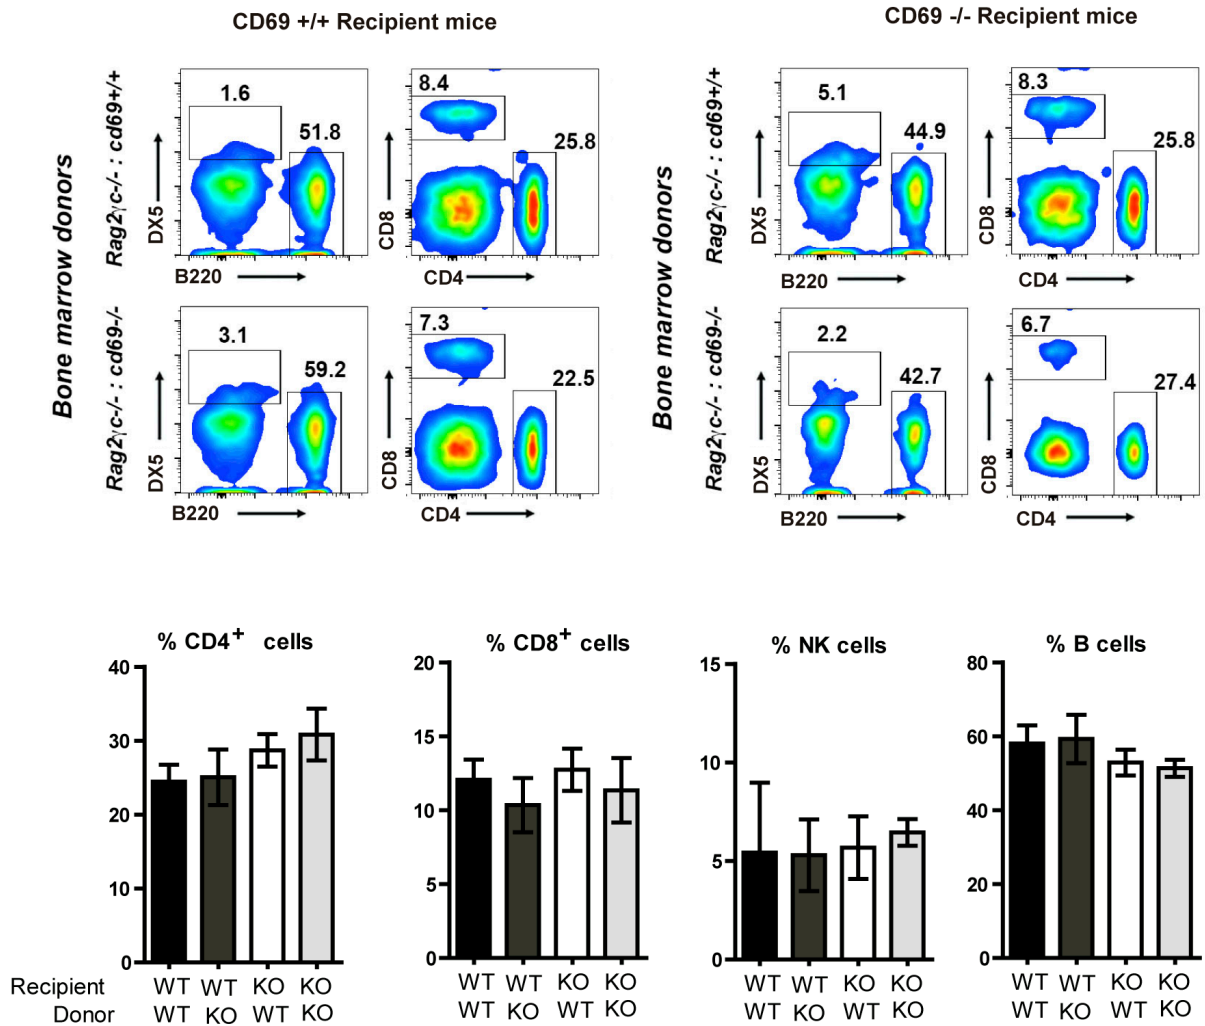 CD69 +/+ Recipient mice
CD69 -/- Recipient mice
Bone marrow donors
Rag2γc-/- : cd69+/+
DX5
1.6
51.8
B220
CD8
8.4
25.8
CD4
Rag2γc-/- : cd69-/-
DX5
3.1
59.2
B220
CD8
7.3
22.5
CD4
Bone marrow donors
Rag2γc-/- : cd69+/+
DX5
5.1
44.9
B220
CD8
8.3
25.8
CD4
Rag2γc-/- : cd69-/-
DX5
2.2
42.7
B220
CD8
6.7
27.4
CD4
% CD4+ cells
40
30
20
10
0
% CD8+ cells
20
15
10
5
0
% NK cells
15
10
5
0
% B cells
80
60
40
20
0
Recipient WT WT KO KO WT WT KO KO WT WT KO KO WT WT KO KO
Donor WT KO WT KO WT KO WT KO WT KO WT KO WT KO WT KO